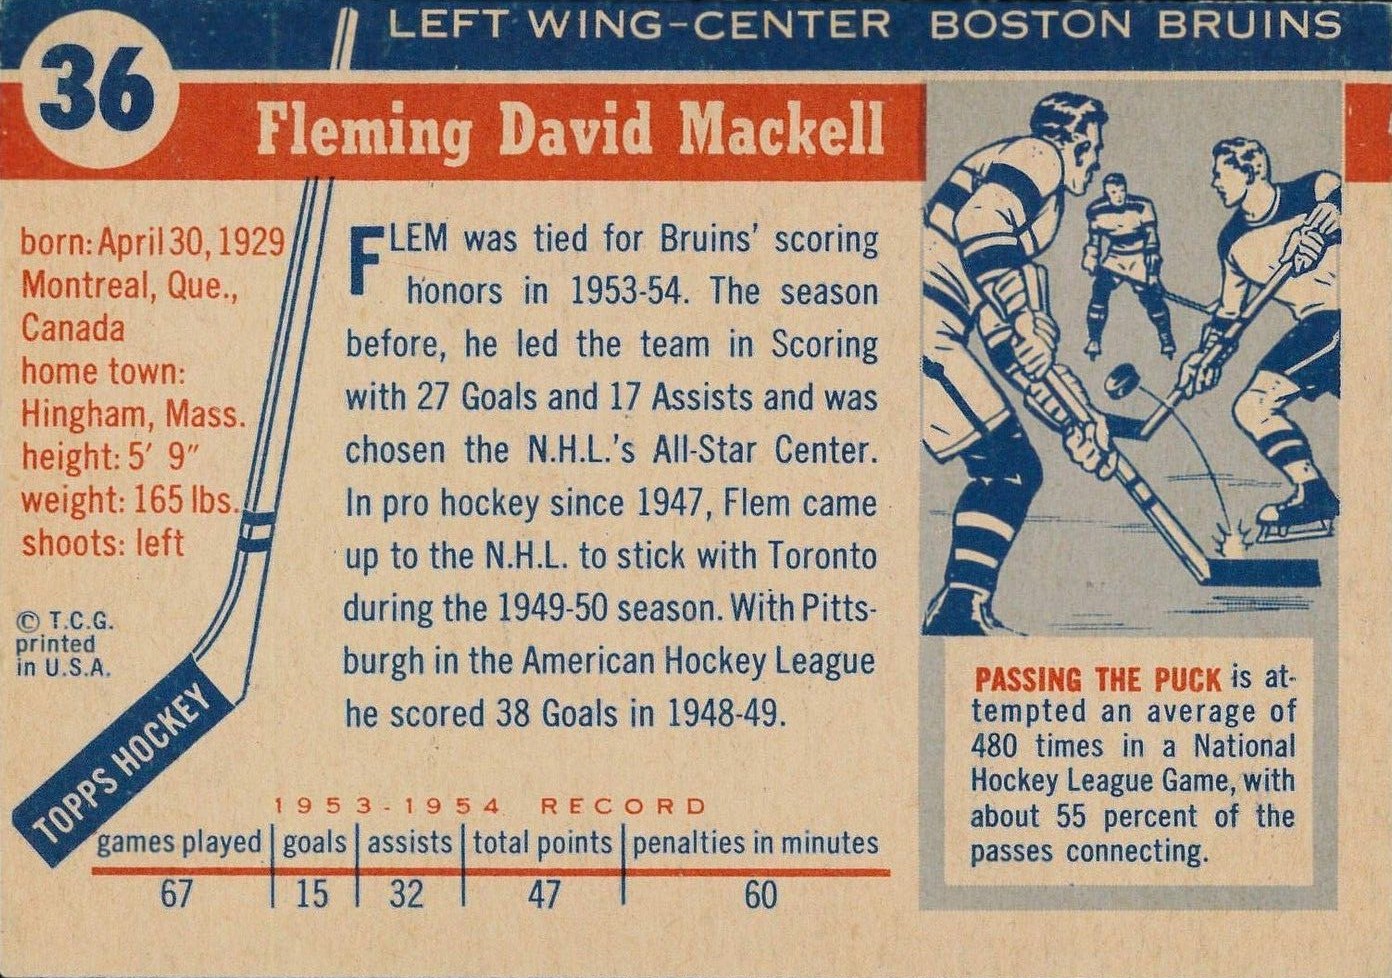 36
LEFT WING-CENTER BOSTON BRUINS
Fleming David Mackell
born: April 30, 1929
Montreal, Que.,
Canada
home town:
Hingham, Mass.
height: 5′ 9″
weight: 165 lbs.
shoots: left
© T.C.G.
printed
in U.S.A.
TOPPS HOCKEY
FLEM was tied for Bruins' scoring
honors in 1953-54. The season
before, he led the team in Scoring
with 27 Goals and 17 Assists and was
chosen the N.H.L.'s All-Star Center.
In pro hockey since 1947, Flem came
up to the N.H.L. to stick with Toronto
during the 1949-50 season. With Pitts-
burgh in the American Hockey League
he scored 38 Goals in 1948-49.
1953-1954 RECORD
games played goals assists total points penalties in minutes
67 15 32 47 60
PASSING THE PUCK is at-
tempted an average of
480 times in a National
Hockey League Game, with
about 55 percent of the
passes connecting.